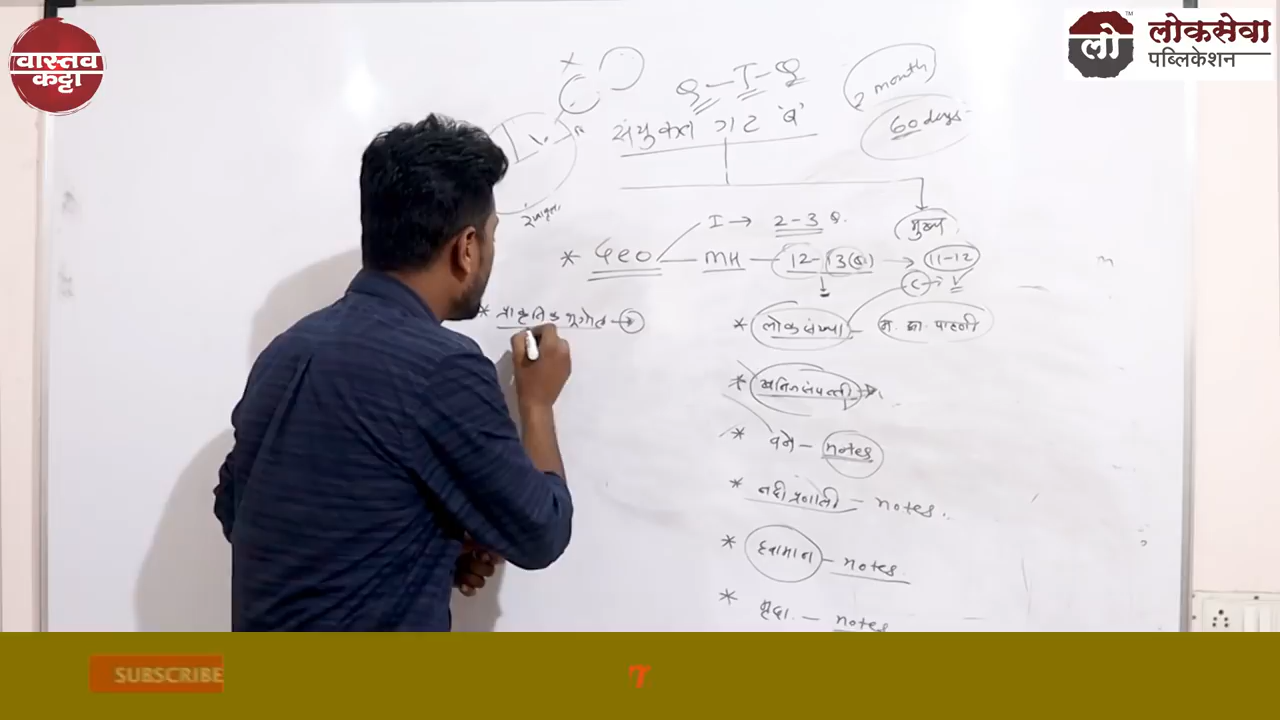 वास्तव
कट्टा
लोकसेवा
पब्लिकेशन
लो
TM
2 month
60 days
संयुक्त गट 'ब'
I → 2-3 Q.
मुख्य
* Geo — MH — 12-13(Q) → 11-12
* प्राकृतिक भूगोल →
* लोकसंख्या —
* खनिजसंपत्ती →
* वने — notes
* नदीप्रणाली — notes.
* हवामान — notes
* मृदा. — notes
SUBSCRIBE